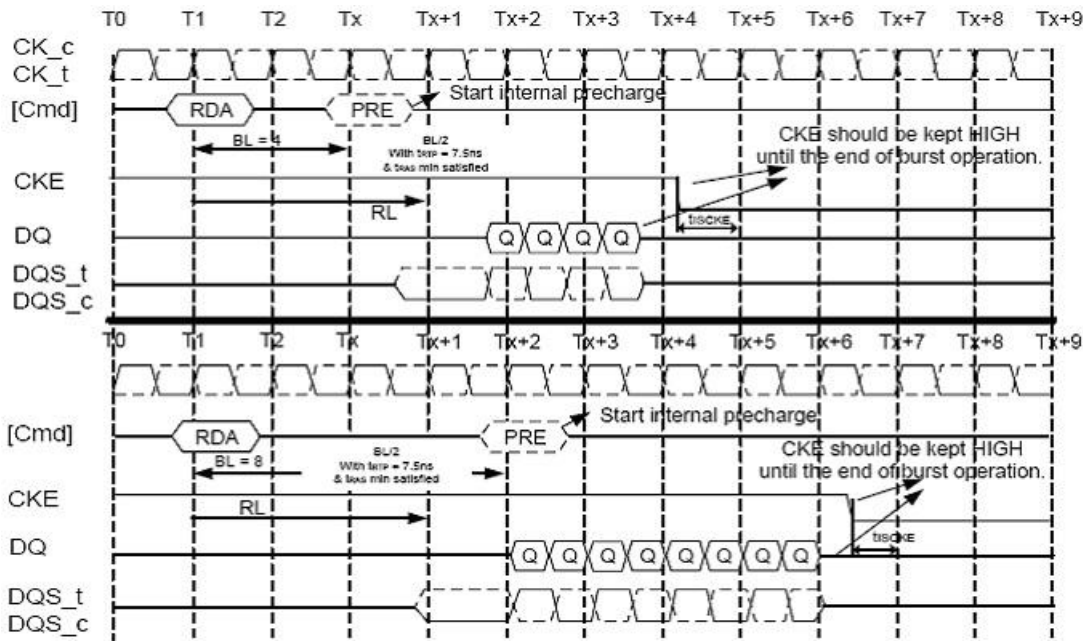 T0 T1 T2 Tx Tx+1 Tx+2 Tx+3 Tx+4 Tx+5 Tx+6 Tx+7 Tx+8 Tx+9
CK_c
CK_t
[Cmd] RDA PRE Start internal precharge
BL = 4
BL/2
With tRTP = 7.5ns
& tRAS min satisfied
CKE should be kept HIGH
until the end of burst operation.
CKE
RL
tISCKE
DQ Q Q Q Q
DQS_t
DQS_c
T0 T1 T2 Tx Tx+1 Tx+2 Tx+3 Tx+4 Tx+5 Tx+6 Tx+7 Tx+8 Tx+9
[Cmd] RDA PRE Start internal precharge
BL = 8
BL/2
With tRTP = 7.5ns
& tRAS min satisfied
CKE should be kept HIGH
until the end of burst operation.
CKE
RL
tISCKE
DQ Q Q Q Q Q Q Q Q
DQS_t
DQS_c